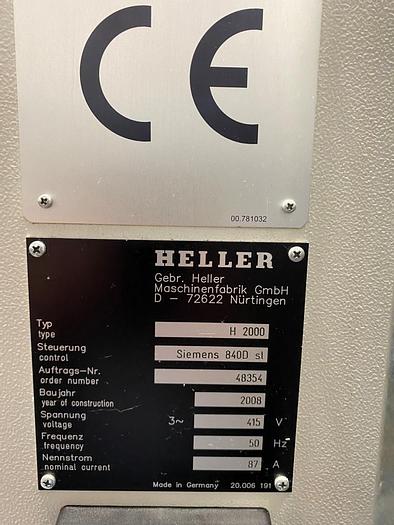 CE
00.781032
HELLER
Gebr. Heller
Maschinenfabrik GmbH
D – 72622 Nürtingen
Typ
type
H 2000
Steuerung
control
Siemens 840D sl
Auftrags-Nr.
order number
48354
Baujahr
year of construction
2008
Spannung
voltage
3~ 415 V
Frequenz
frequency
50 Hz
Nennstrom
nominal current
87 A
Made in Germany 20.006 191